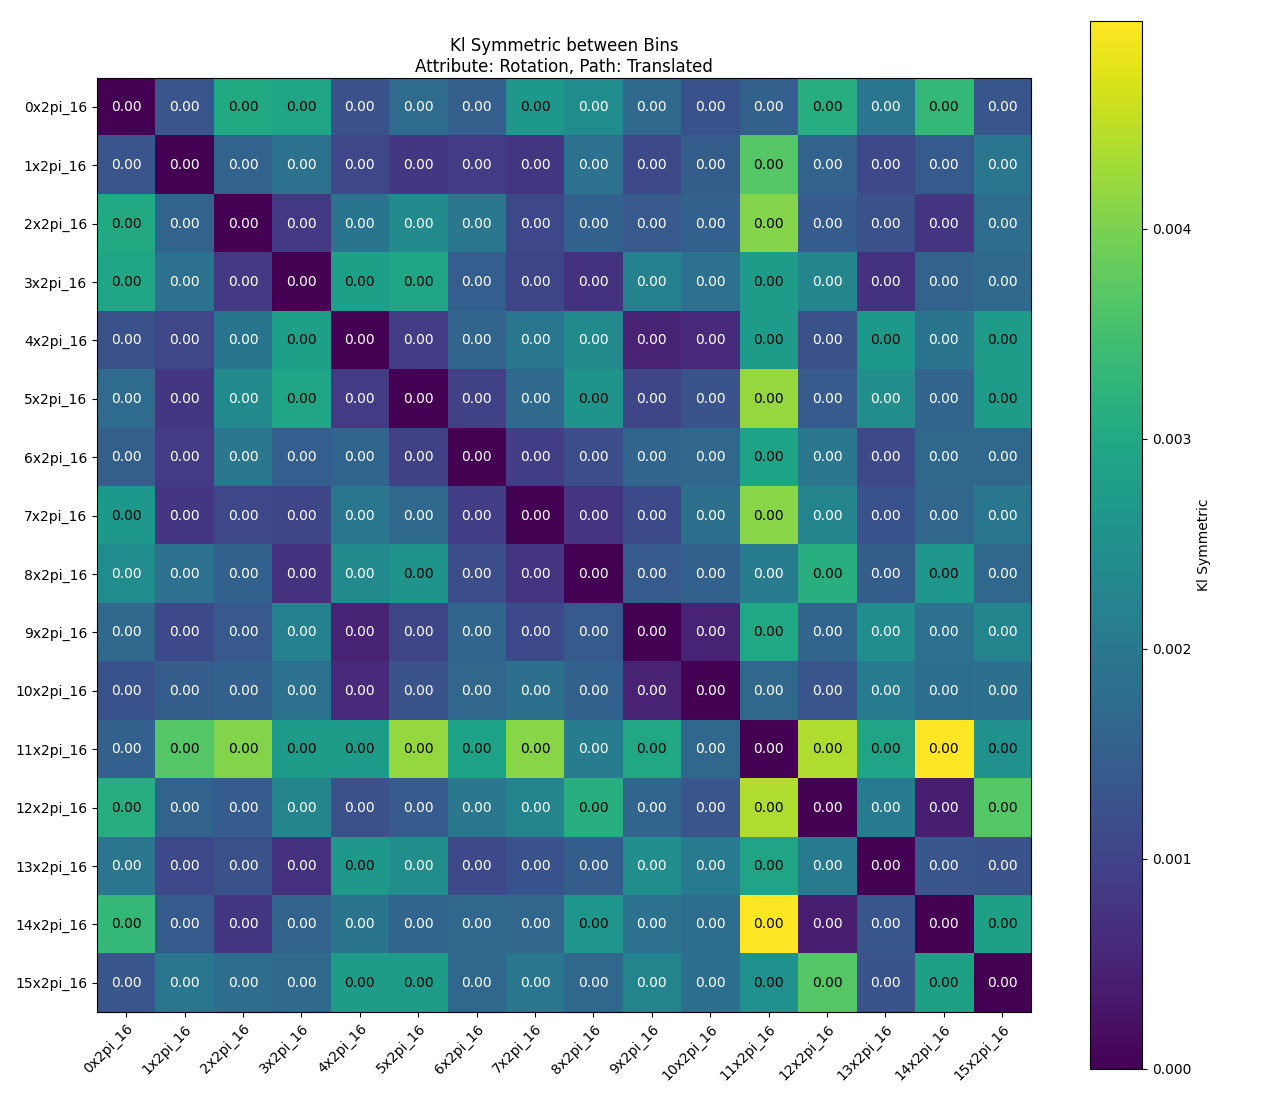 Kl Symmetric between Bins
Attribute: Rotation, Path: Translated
0x2pi_16 0.00 0.00 0.00 0.00 0.00 0.00 0.00 0.00 0.00 0.00 0.00 0.00 0.00 0.00 0.00 0.00
1x2pi_16 0.00 0.00 0.00 0.00 0.00 0.00 0.00 0.00 0.00 0.00 0.00 0.00 0.00 0.00 0.00 0.00
2x2pi_16 0.00 0.00 0.00 0.00 0.00 0.00 0.00 0.00 0.00 0.00 0.00 0.00 0.00 0.00 0.00 0.00
3x2pi_16 0.00 0.00 0.00 0.00 0.00 0.00 0.00 0.00 0.00 0.00 0.00 0.00 0.00 0.00 0.00 0.00
4x2pi_16 0.00 0.00 0.00 0.00 0.00 0.00 0.00 0.00 0.00 0.00 0.00 0.00 0.00 0.00 0.00 0.00
5x2pi_16 0.00 0.00 0.00 0.00 0.00 0.00 0.00 0.00 0.00 0.00 0.00 0.00 0.00 0.00 0.00 0.00
6x2pi_16 0.00 0.00 0.00 0.00 0.00 0.00 0.00 0.00 0.00 0.00 0.00 0.00 0.00 0.00 0.00 0.00
7x2pi_16 0.00 0.00 0.00 0.00 0.00 0.00 0.00 0.00 0.00 0.00 0.00 0.00 0.00 0.00 0.00 0.00
8x2pi_16 0.00 0.00 0.00 0.00 0.00 0.00 0.00 0.00 0.00 0.00 0.00 0.00 0.00 0.00 0.00 0.00
9x2pi_16 0.00 0.00 0.00 0.00 0.00 0.00 0.00 0.00 0.00 0.00 0.00 0.00 0.00 0.00 0.00 0.00
10x2pi_16 0.00 0.00 0.00 0.00 0.00 0.00 0.00 0.00 0.00 0.00 0.00 0.00 0.00 0.00 0.00 0.00
11x2pi_16 0.00 0.00 0.00 0.00 0.00 0.00 0.00 0.00 0.00 0.00 0.00 0.00 0.00 0.00 0.00 0.00
12x2pi_16 0.00 0.00 0.00 0.00 0.00 0.00 0.00 0.00 0.00 0.00 0.00 0.00 0.00 0.00 0.00 0.00
13x2pi_16 0.00 0.00 0.00 0.00 0.00 0.00 0.00 0.00 0.00 0.00 0.00 0.00 0.00 0.00 0.00 0.00
14x2pi_16 0.00 0.00 0.00 0.00 0.00 0.00 0.00 0.00 0.00 0.00 0.00 0.00 0.00 0.00 0.00 0.00
15x2pi_16 0.00 0.00 0.00 0.00 0.00 0.00 0.00 0.00 0.00 0.00 0.00 0.00 0.00 0.00 0.00 0.00
0x2pi_16 1x2pi_16 2x2pi_16 3x2pi_16 4x2pi_16 5x2pi_16 6x2pi_16 7x2pi_16 8x2pi_16 9x2pi_16 10x2pi_16 11x2pi_16 12x2pi_16 13x2pi_16 14x2pi_16 15x2pi_16
0.004
0.003
0.002
0.001
0.000
Kl Symmetric